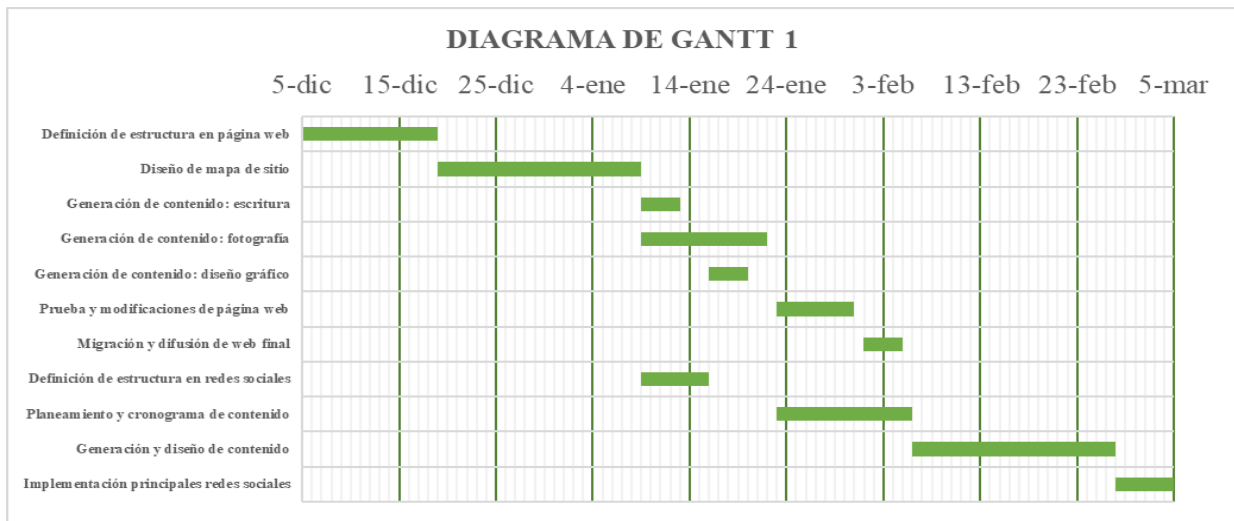 DIAGRAMA DE GANTT 1
5-dic 15-dic 25-dic 4-ene 14-ene 24-ene 3-feb 13-feb 23-feb 5-mar
Definición de estructura en página web
Diseño de mapa de sitio
Generación de contenido: escritura
Generación de contenido: fotografía
Generación de contenido: diseño gráfico
Prueba y modificaciones de página web
Migración y difusión de web final
Definición de estructura en redes sociales
Planeamiento y cronograma de contenido
Generación y diseño de contenido
Implementación principales redes sociales